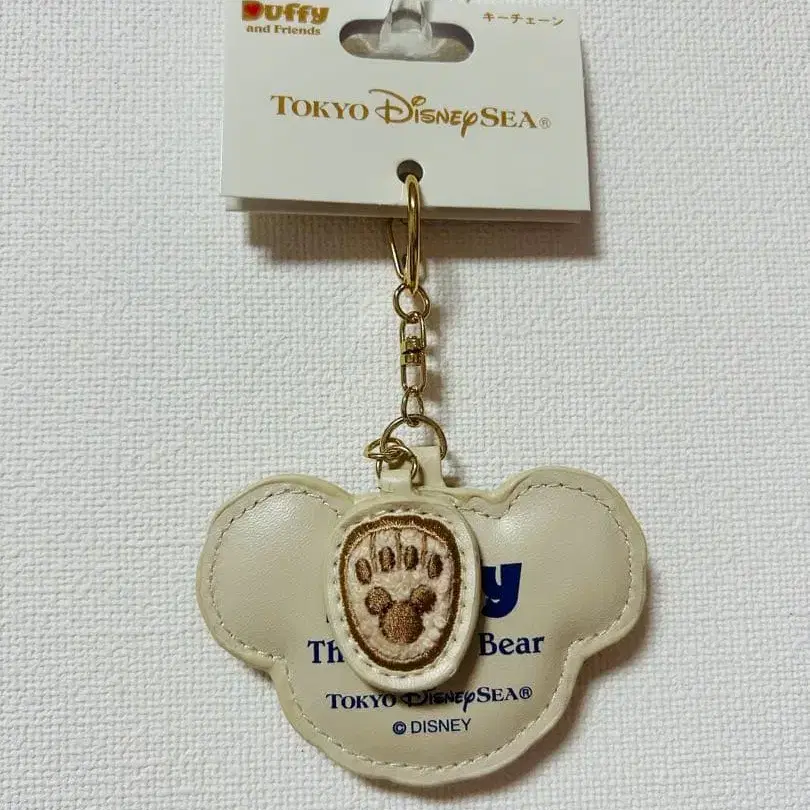 Duffy
and Friends
キーチェーン
TOKYO DISNEYSEA®
y
Th Bear
TOKYO DISNEYSEA®
© DISNEY